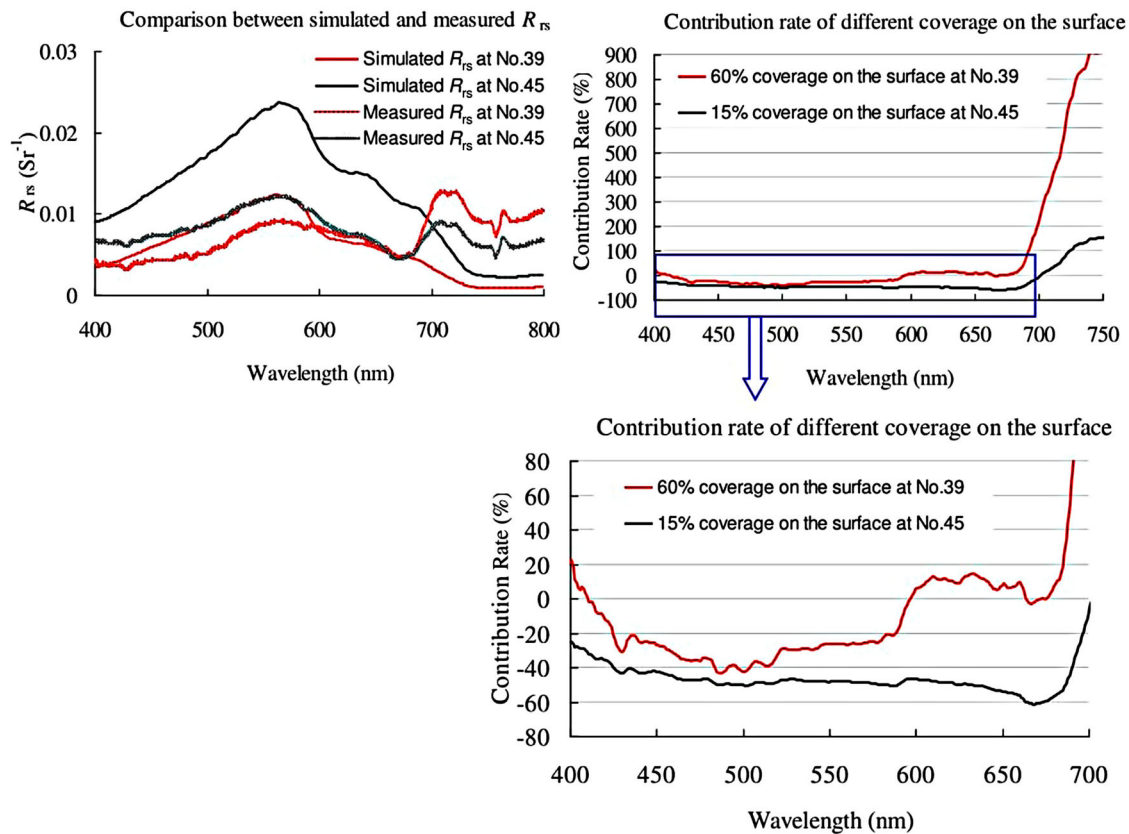 Comparison between simulated and measured R rs
0.03
0.02
0.01
0
R rs (Sr-1)
Simulated Rrs at No.39
Simulated Rrs at No.45
Measured Rrs at No.39
Measured Rrs at No.45
400 500 600 700 800
Wavelength (nm)
Contribution rate of different coverage on the surface
900
800
700
600
500
400
300
200
100
0
-100
Contribution Rate (%)
60% coverage on the surface at No.39
15% coverage on the surface at No.45
400 450 500 550 600 650 700 750
Wavelength (nm)
Contribution rate of different coverage on the surface
80
60
40
20
0
-20
-40
-60
-80
Contribution Rate (%)
60% coverage on the surface at No.39
15% coverage on the surface at No.45
400 450 500 550 600 650 700
Wavelength (nm)